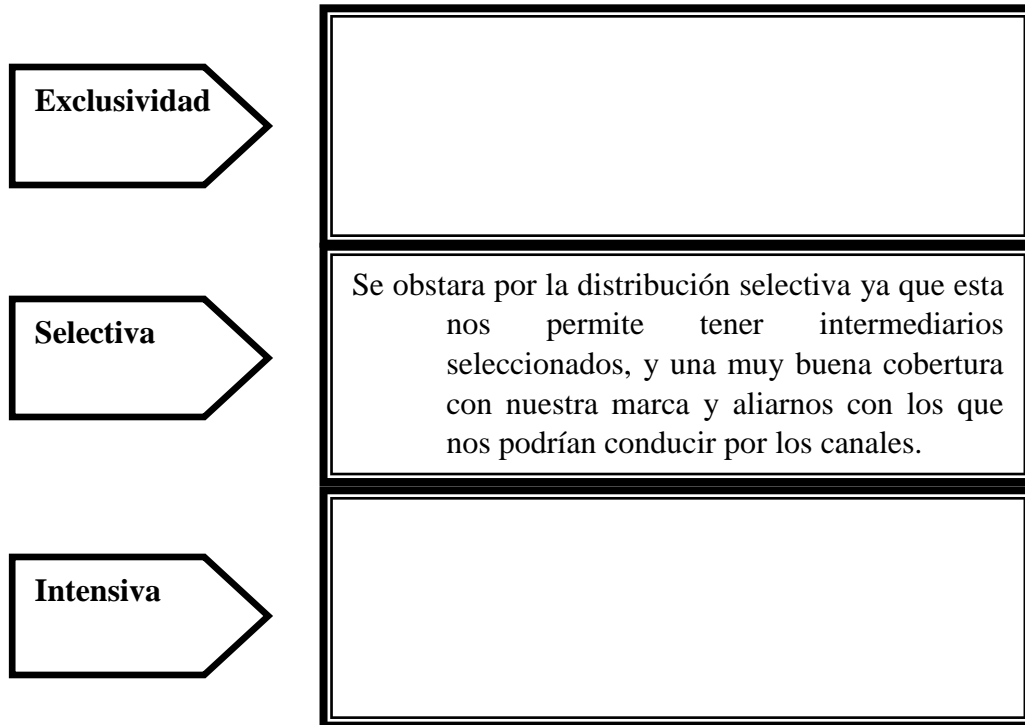 Exclusividad
Selectiva
Se obstara por la distribución selectiva ya que esta
nos permite tener intermediarios
seleccionados, y una muy buena cobertura
con nuestra marca y aliarnos con los que
nos podrían conducir por los canales.
Intensiva